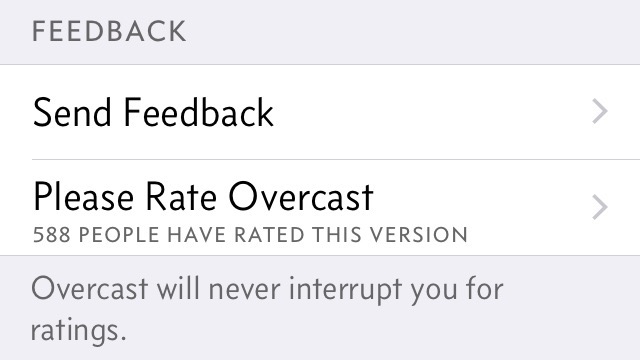 FEEDBACK
Send Feedback
Please Rate Overcast
588 PEOPLE HAVE RATED THIS VERSION
Overcast will never interrupt you for
ratings.